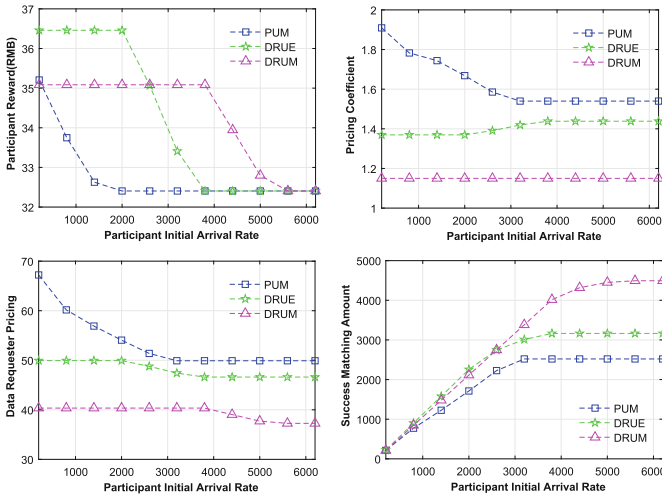 37
36
35
34
33
32
1000 2000 3000 4000 5000 6000
Participant Initial Arrival Rate
Participant Reward(RMB)
PUM
DRUE
DRUM
2
1.8
1.6
1.4
1.2
1
1000 2000 3000 4000 5000 6000
Participant Initial Arrival Rate
Pricing Coefficient
PUM
DRUE
DRUM
70
60
50
40
30
1000 2000 3000 4000 5000 6000
Participant Initial Arrival Rate
Data Requester Pricing
PUM
DRUE
DRUM
5000
4000
3000
2000
1000
0
1000 2000 3000 4000 5000 6000
Participant Initial Arrival Rate
Success Matching Amount
PUM
DRUE
DRUM